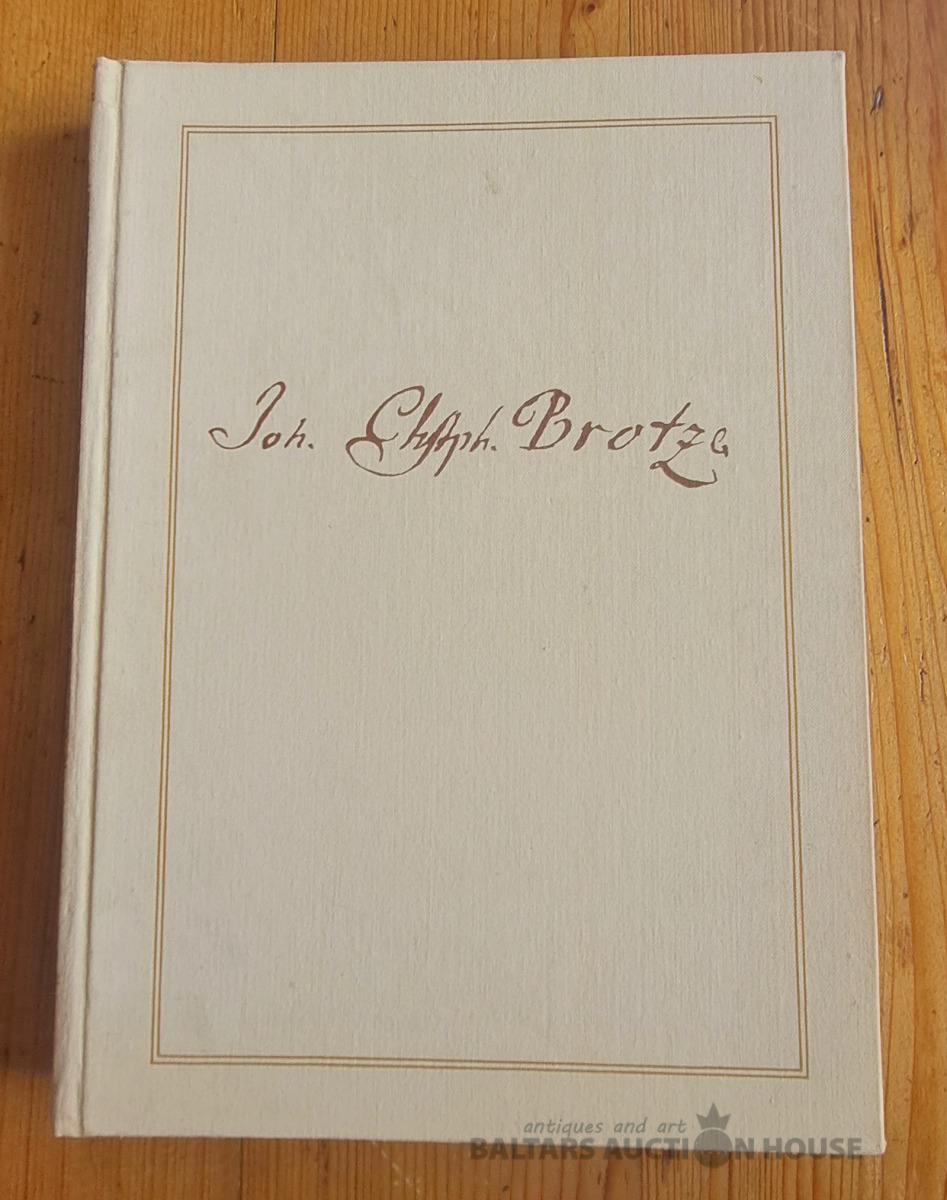 Joh. Chstph. Brotze
antiques and art
BALTARS AUCTION HOUSE